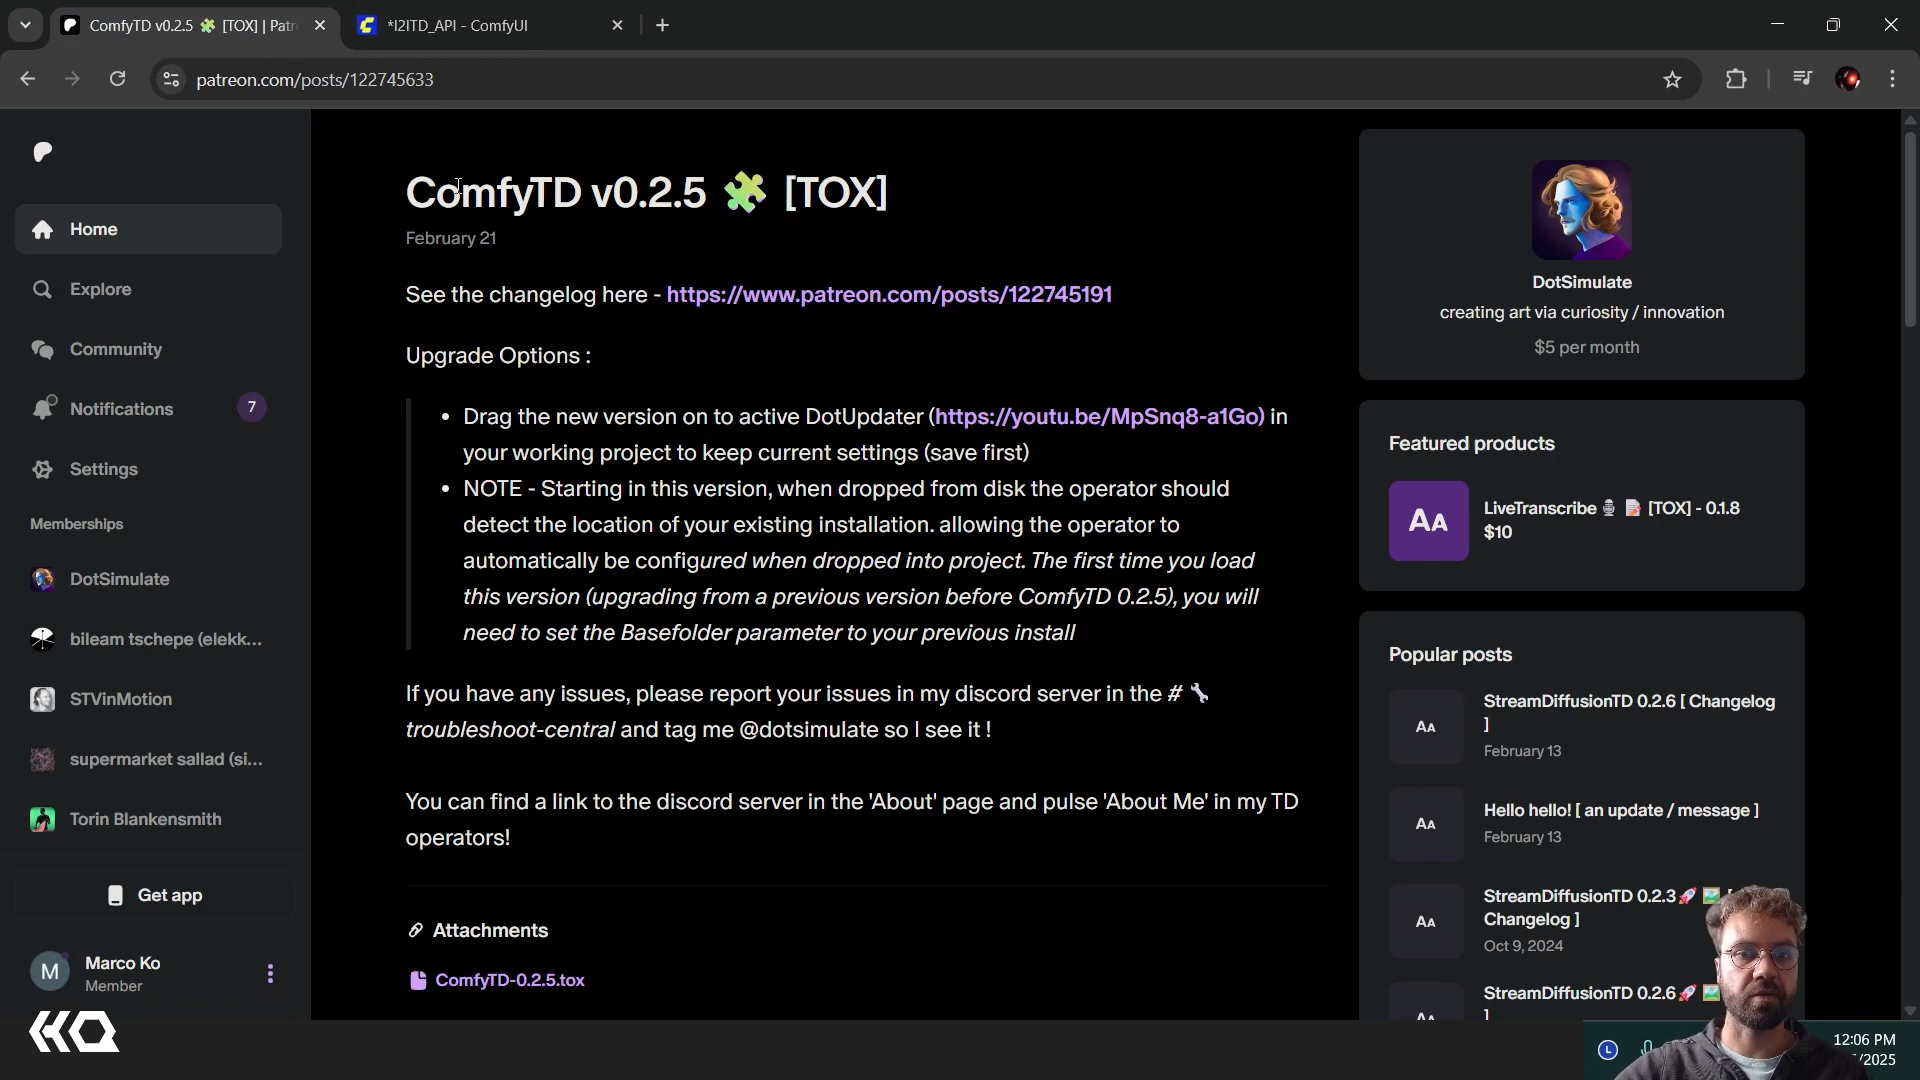 ComfyTD v0.2.5 🧩 [TOX] | Patr
*I2ITD_API - ComfyUI
patreon.com/posts/122745633
Home
Explore
Community
Notifications
7
Settings
Memberships
DotSimulate
bileam tschepe (elekk...
STVinMotion
supermarket sallad (si...
Torin Blankensmith
Get app
M
Marco Ko
Member
HQ
ComfyTD v0.2.5 🧩 [TOX]
February 21
See the changelog here - https://www.patreon.com/posts/122745191
Upgrade Options :
• Drag the new version on to active DotUpdater (https://youtu.be/MpSnq8-a1Go) in
your working project to keep current settings (save first)
• NOTE - Starting in this version, when dropped from disk the operator should
detect the location of your existing installation. allowing the operator to
automatically be configured when dropped into project. The first time you load
this version (upgrading from a previous version before ComfyTD 0.2.5), you will
need to set the Basefolder parameter to your previous install
If you have any issues, please report your issues in my discord server in the # 🔧
troubleshoot-central and tag me @dotsimulate so I see it !
You can find a link to the discord server in the 'About' page and pulse 'About Me' in my TD
operators!
Attachments
ComfyTD-0.2.5.tox
DotSimulate
creating art via curiosity / innovation
$5 per month
Featured products
AA
LiveTranscribe 🎙️ 📝 [TOX] - 0.1.8
$10
Popular posts
AA
StreamDiffusionTD 0.2.6 [ Changelog
]
February 13
AA
Hello hello! [ an update / message ]
February 13
AA
StreamDiffusionTD 0.2.3 🚀 🖼️ [
Changelog ]
Oct 9, 2024
AA
StreamDiffusionTD 0.2.6 🚀 🖼️
]
L
12:06 PM
/2025